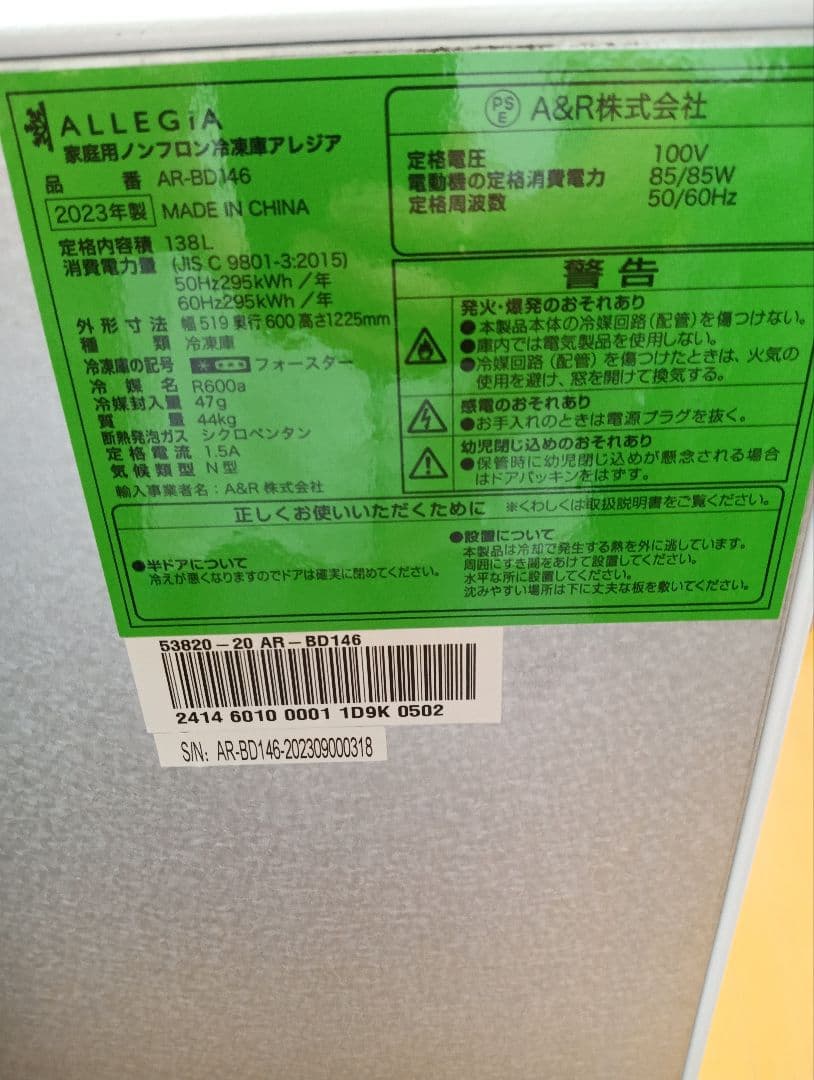 ALLEGiA
家庭用ノンフロン冷凍庫アレジア
品番 AR-BD146
2023年製 MADE IN CHINA
定格内容積 138L
消費電力量 (JIS C 9801-3:2015)
50Hz295kWh／年
60Hz295kWh／年
外形寸法 幅519奥行600高さ1225mm
種類 冷凍庫
冷凍庫の記号 フォースター
冷媒名 R600a
冷媒封入量 47g
質量 44kg
断熱発泡ガス シクロペンタン
定格電流 1.5A
気候類型 N型
輸入事業者名：A&R株式会社
PSE A&R株式会社
定格電圧 100V
電動機の定格消費電力 85/85W
定格周波数 50/60Hz
警告
発火・爆発のおそれあり
●本製品本体の冷媒回路（配管）を傷つけない。
●庫内では電気製品を使用しない。
●冷媒回路（配管）を傷つけたときは、火気の
使用を避け、窓を開けて換気する。
感電のおそれあり
●お手入れのときは電源プラグを抜く。
幼児閉じ込めのおそれあり
●保管時に幼児閉じ込めが懸念される場合
はドアパッキンをはずす。
正しくお使いいただくために ※くわしくは取扱説明書をご覧ください。
●半ドアについて
冷えが悪くなりますのでドアは確実に閉めてください。
●設置について
本製品は冷却で発生する熱を外に逃しています。
周囲にすき間をあけて設置してください。
水平な所に設置してください。
沈みやすい場所は下に丈夫な板を敷いてください。
53820-20 AR-BD146
2414 6010 0001 1D9K 0502
S/N: AR-BD146-202309000318